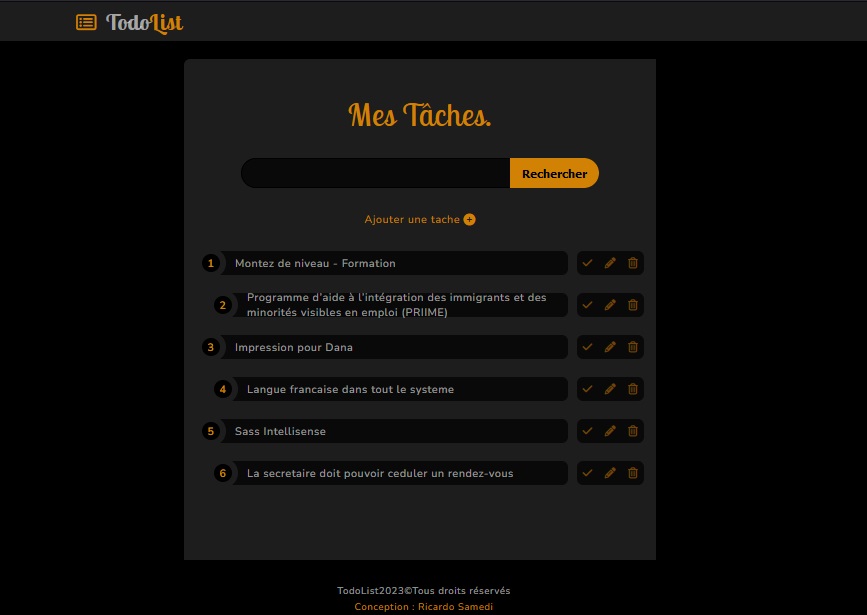 TodoList
Mes Tâches.
Rechercher
Ajouter une tache
1 Montez de niveau - Formation
2 Programme d'aide à l'intégration des immigrants et des
minorités visibles en emploi (PRIIME)
3 Impression pour Dana
4 Langue francaise dans tout le systeme
5 Sass Intellisense
6 La secretaire doit pouvoir ceduler un rendez-vous
TodoList2023©Tous droits réservés
Conception : Ricardo Samedi